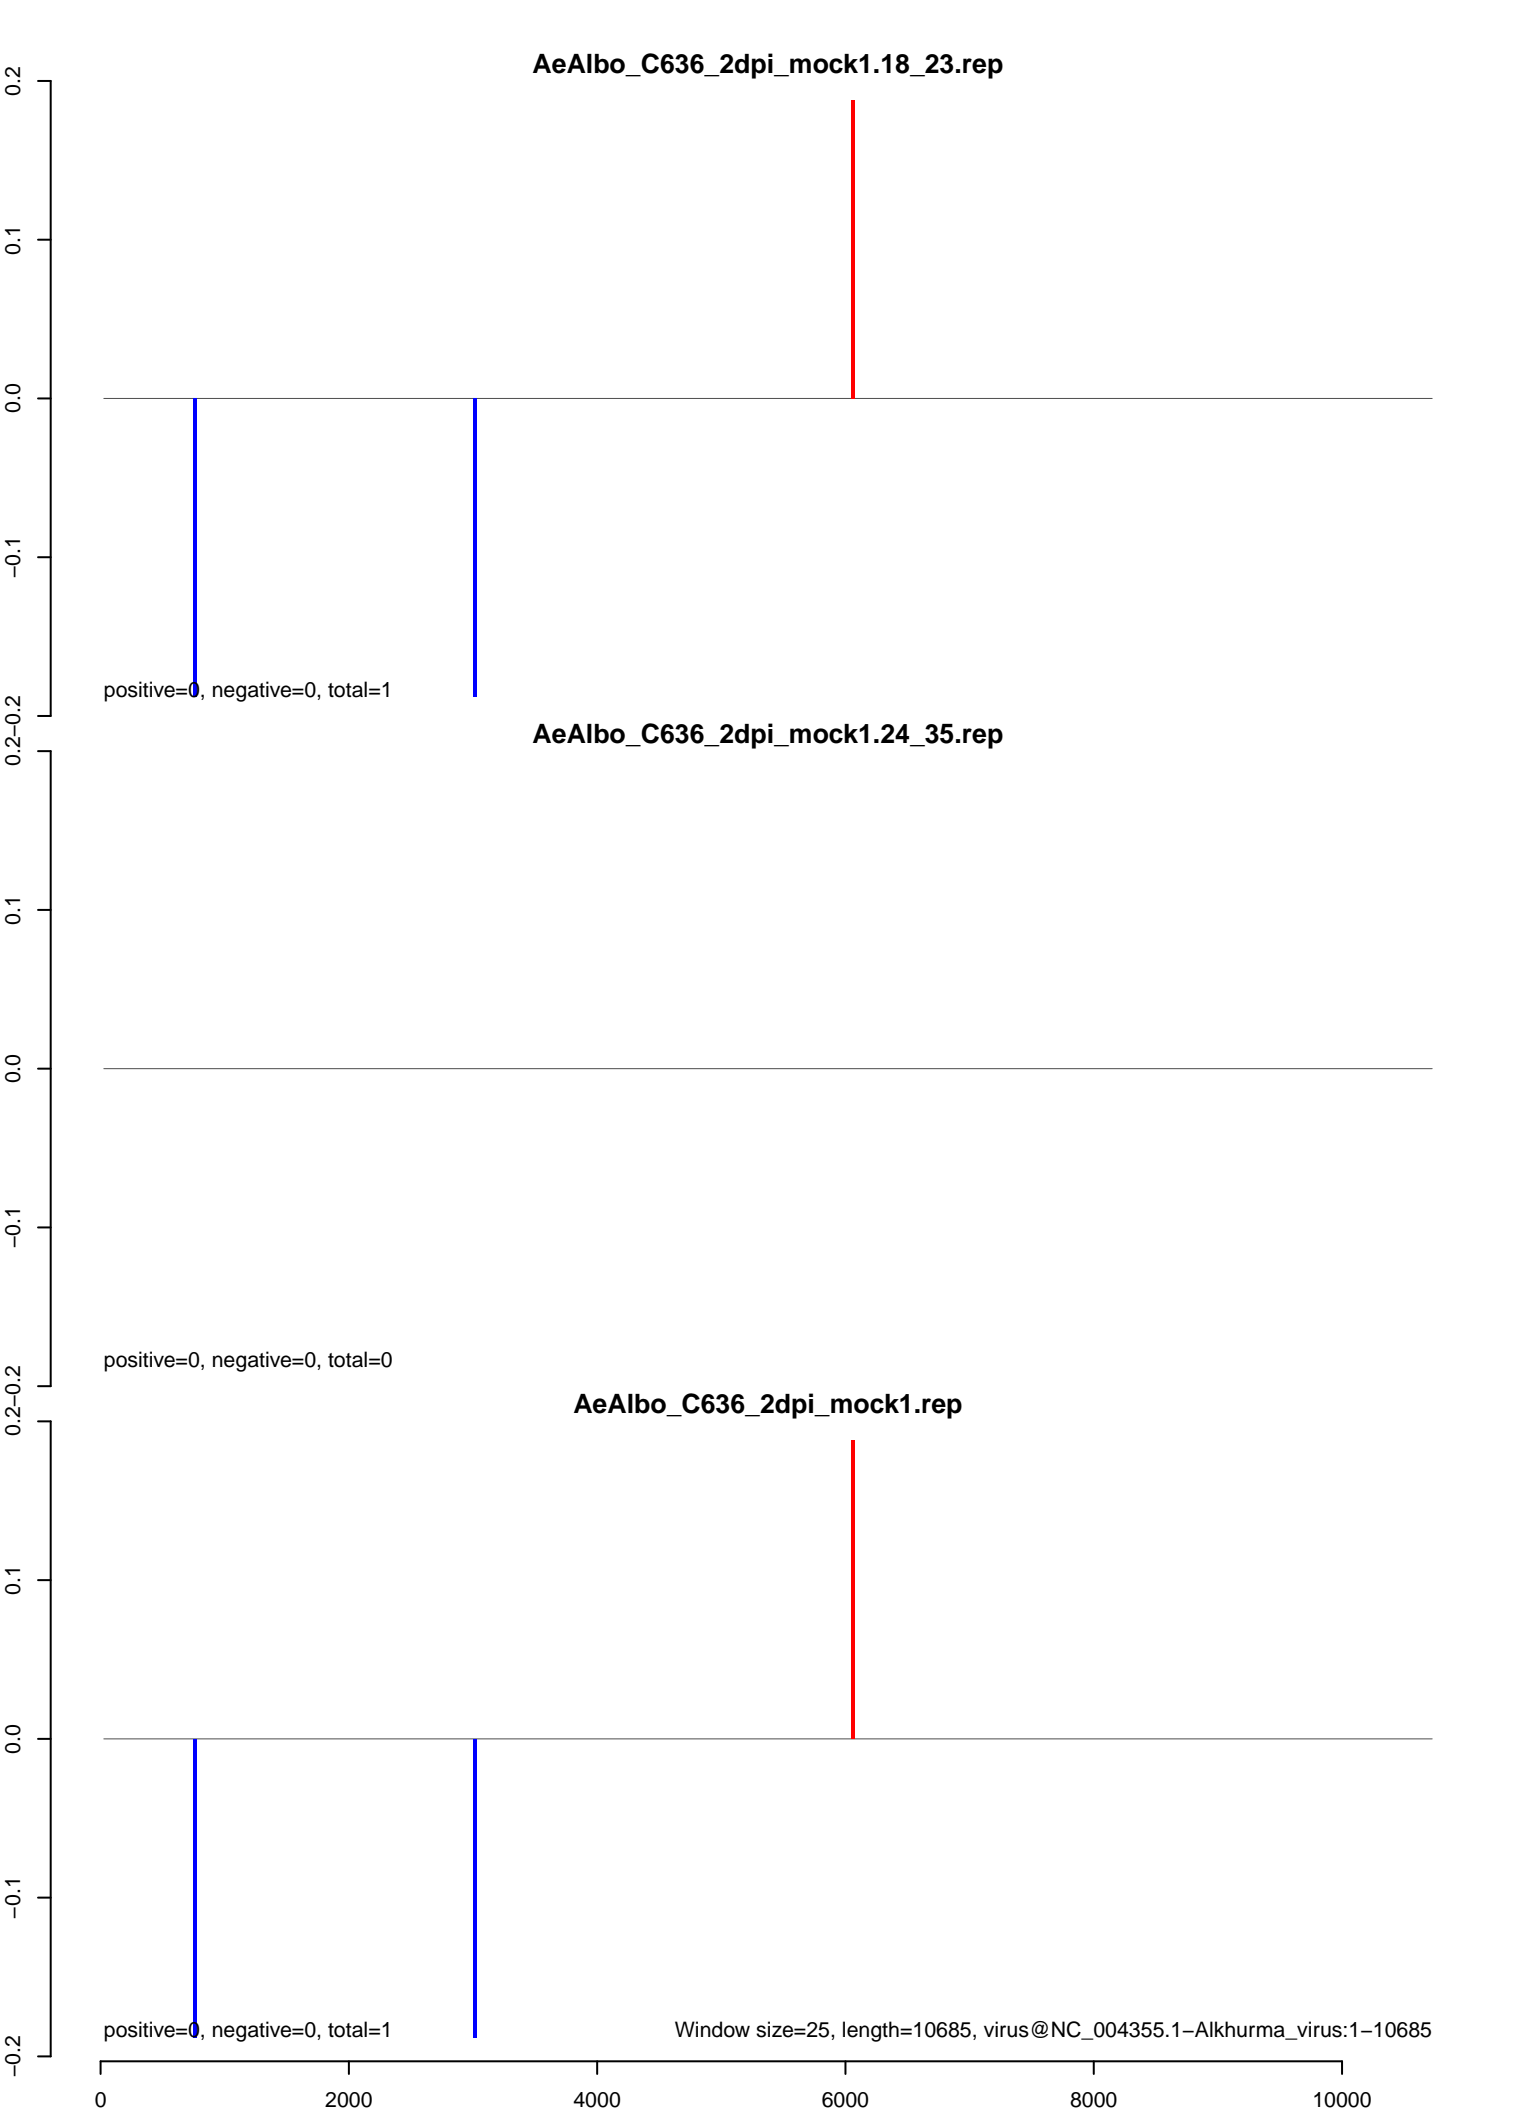 AeAlbo_C636_2dpi_mock1.18_23.rep
0.2
0.1
0.0
−0.1
−0.2
positive=0, negative=0, total=1
AeAlbo_C636_2dpi_mock1.24_35.rep
0.2
0.1
0.0
−0.1
−0.2
positive=0, negative=0, total=0
AeAlbo_C636_2dpi_mock1.rep
0.2
0.1
0.0
−0.1
−0.2
positive=0, negative=0, total=1
Window size=25, length=10685, virus@NC_004355.1−Alkhurma_virus:1−10685
0 2000 4000 6000 8000 10000